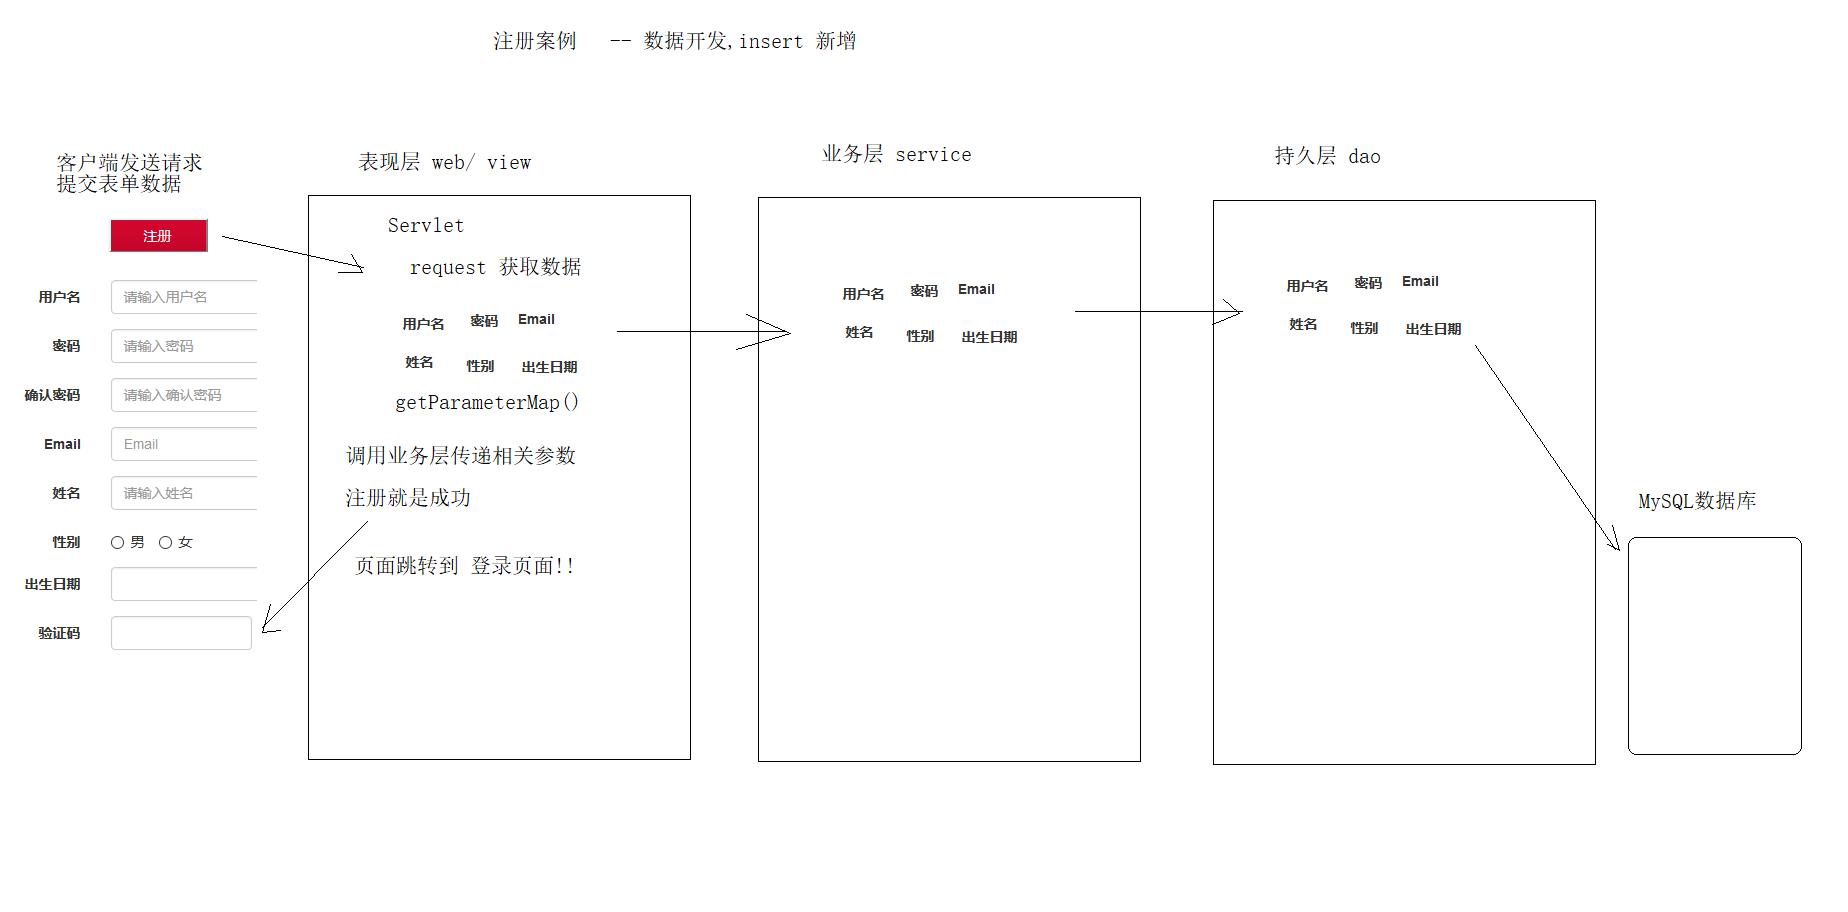 注册案例 -- 数据开发,insert 新增
客户端发送请求
提交表单数据
注册
用户名 请输入用户名
密码 请输入密码
确认密码 请输入确认密码
Email Email
姓名 请输入姓名
性别 男 女
出生日期
验证码
表现层 web/ view
Servlet
request 获取数据
用户名 密码 Email
姓名 性别 出生日期
getParameterMap()
调用业务层传递相关参数
注册就是成功
页面跳转到 登录页面!!
业务层 service
用户名 密码 Email
姓名 性别 出生日期
持久层 dao
用户名 密码 Email
姓名 性别 出生日期
MySQL数据库